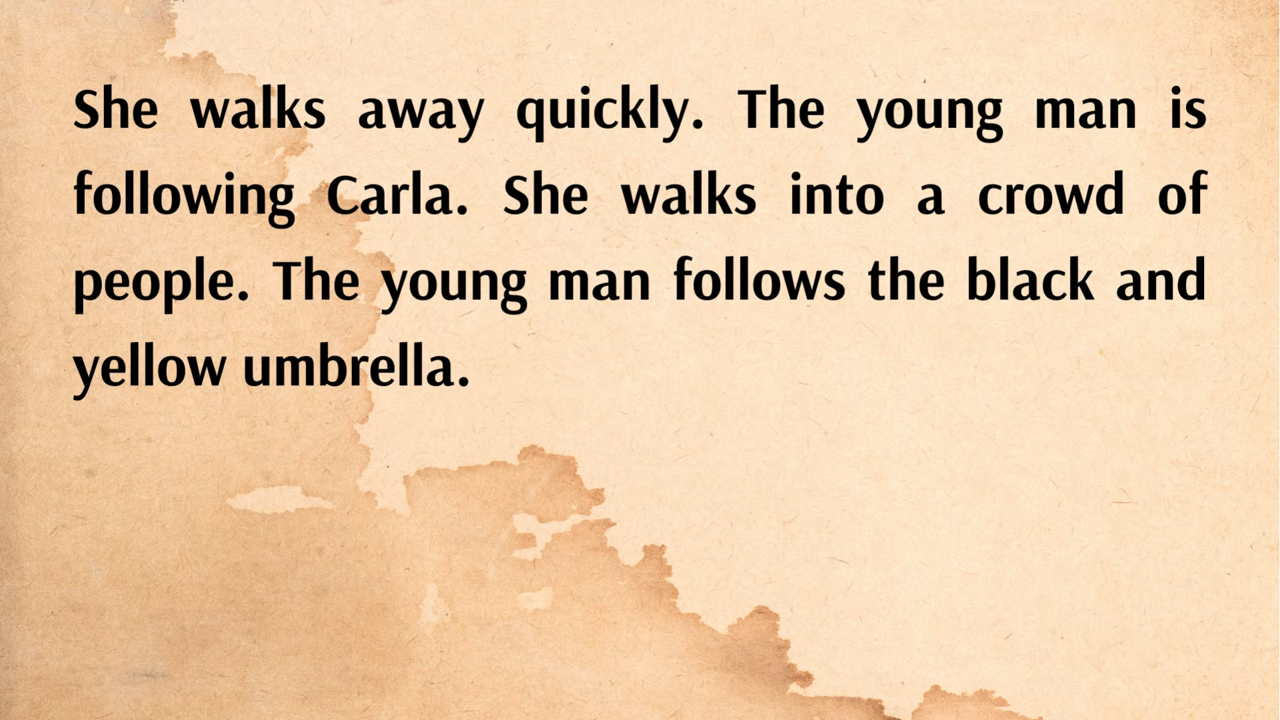 She walks away quickly. The young man is
following Carla. She walks into a crowd of
people. The young man follows the black and
yellow umbrella.